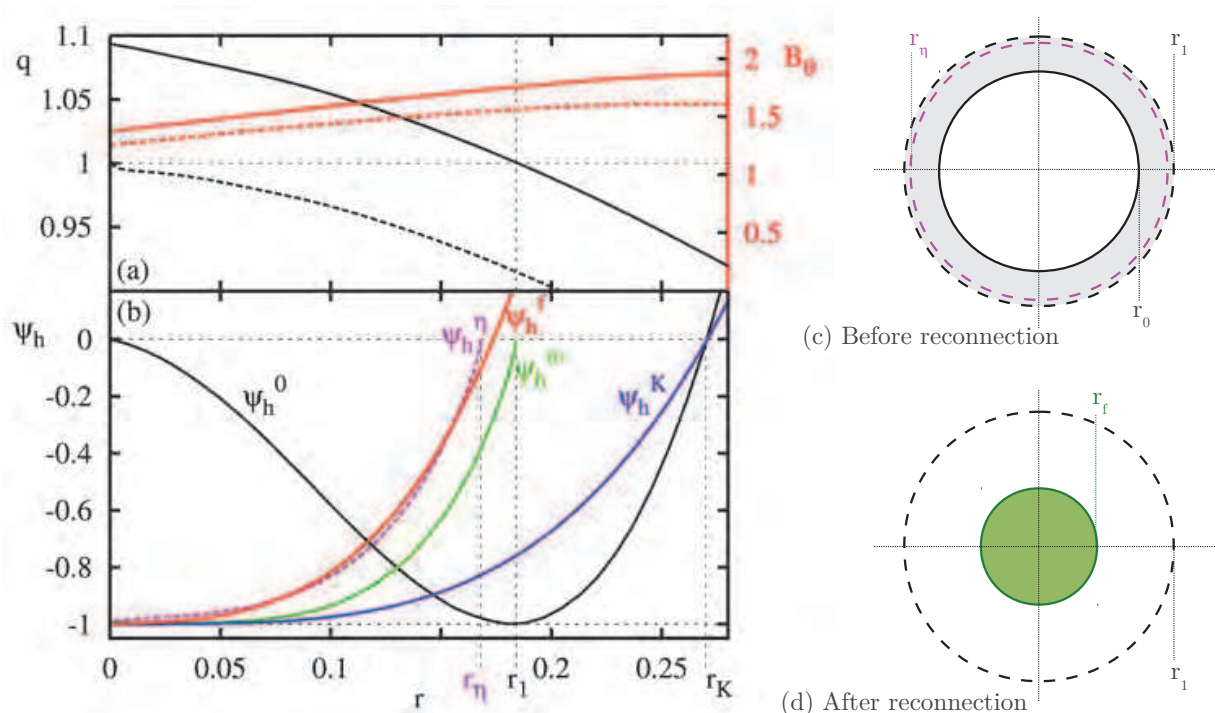 1.1
q
1.05
1
0.95
2
B_θ
1.5
1
0.5
(a)
(b)
ψ_h
0
-0.2
-0.4
-0.6
-0.8
-1
ψ_h^0
ψ_h^η
ψ_h^f
ψ_h^K
0
0.05
0.1
0.2
0.25
r
r_η
r_1
r_K
r_η
r_1
r_0
(c) Before reconnection
r_f
r_1
(d) After reconnection